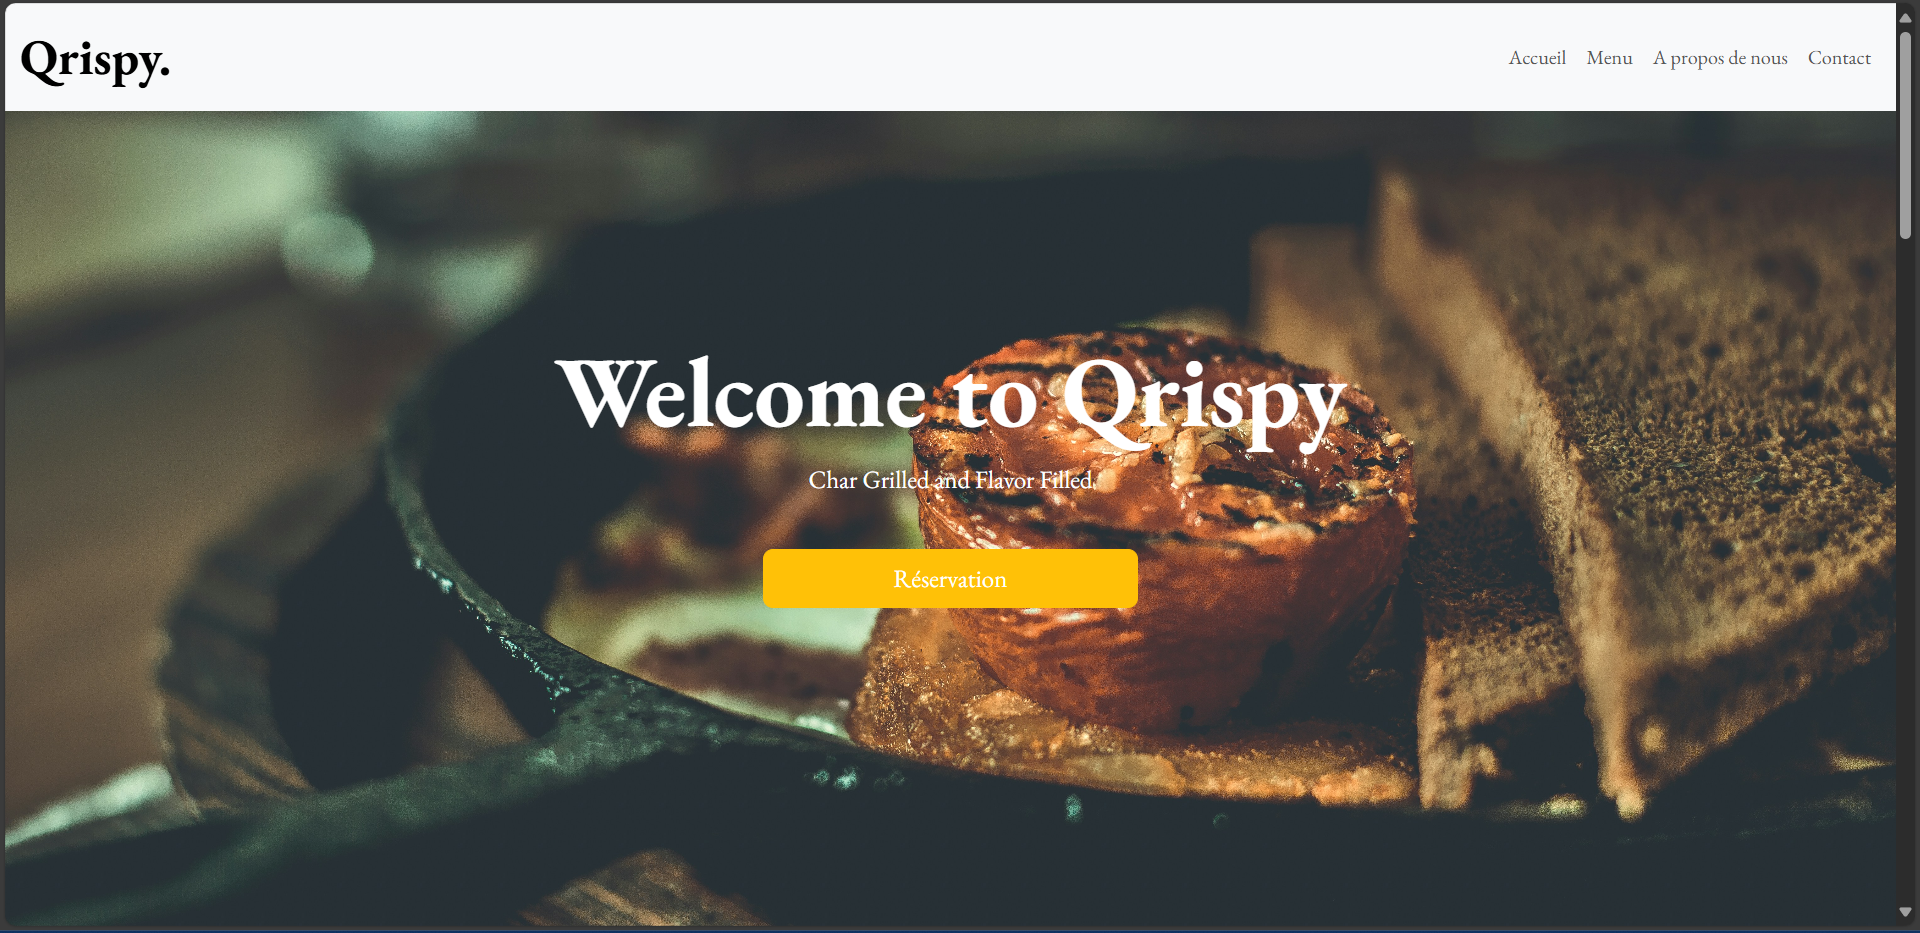 Qrispy.
Accueil Menu A propos de nous Contact
Welcome to Qrispy
Char Grilled and Flavor Filled.
Réservation